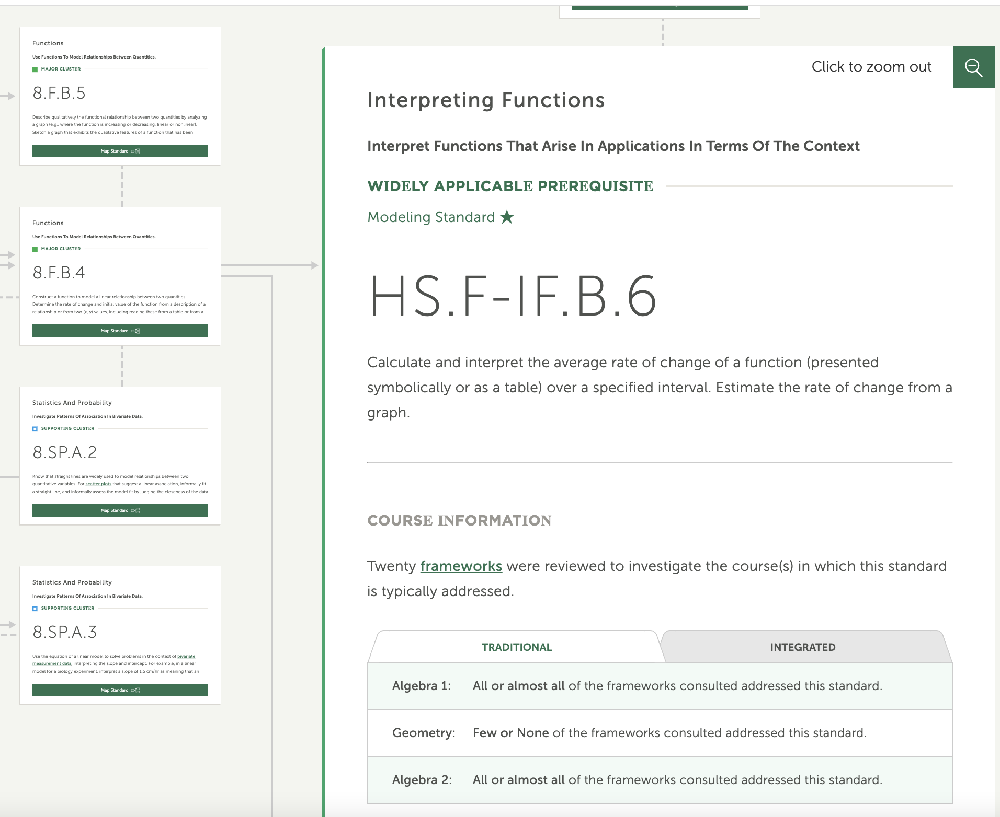 Functions
Use Functions To Model Relationships Between Quantities.
MAJOR CLUSTER
8.F.B.5
Describe qualitatively the functional relationship between two quantities by analyzing
a graph (e.g., where the function is increasing or decreasing, linear or nonlinear).
Sketch a graph that exhibits the qualitative features of a function that has been
Map Standard
Functions
Use Functions To Model Relationships Between Quantities.
MAJOR CLUSTER
8.F.B.4
Construct a function to model a linear relationship between two quantities.
Determine the rate of change and initial value of the function from a description of a
relationship or from two (x, y) values, including reading these from a table or from a
Map Standard
Statistics And Probability
Investigate Patterns Of Association In Bivariate Data.
SUPPORTING CLUSTER
8.SP.A.2
Know that straight lines are widely used to model relationships between two
quantitative variables. For scatter plots that suggest a linear association, informally fit
a straight line, and informally assess the model fit by judging the closeness of the data
Map Standard
Statistics And Probability
Investigate Patterns Of Association In Bivariate Data.
SUPPORTING CLUSTER
8.SP.A.3
Use the equation of a linear model to solve problems in the context of bivariate
measurement data, interpreting the slope and intercept. For example, in a linear
model for a biology experiment, interpret a slope of 1.5 cm/hr as meaning that an
Map Standard
Click to zoom out
Interpreting Functions
Interpret Functions That Arise In Applications In Terms Of The Context
WIDELY APPLICABLE PREREQUISITE
Modeling Standard ★
HS.F-IF.B.6
Calculate and interpret the average rate of change of a function (presented
symbolically or as a table) over a specified interval. Estimate the rate of change from a
graph.
COURSE INFORMATION
Twenty frameworks were reviewed to investigate the course(s) in which this standard
is typically addressed.
TRADITIONAL
INTEGRATED
Algebra 1: All or almost all of the frameworks consulted addressed this standard.
Geometry: Few or None of the frameworks consulted addressed this standard.
Algebra 2: All or almost all of the frameworks consulted addressed this standard.